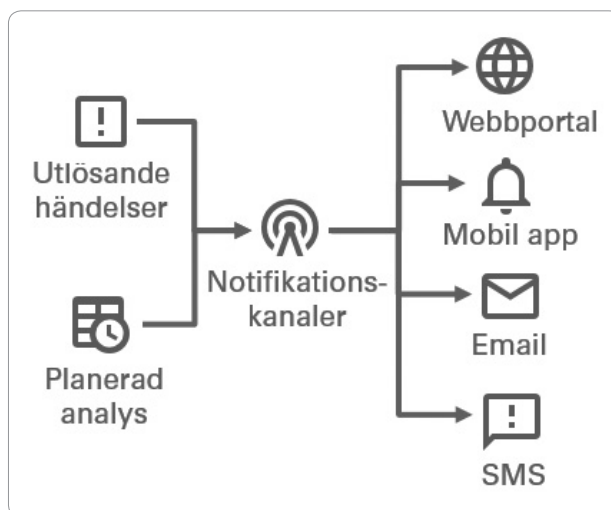 Utlösande
händelser
Planerad
analys
Notifikations-
kanaler
Webbportal
Mobil app
Email
SMS